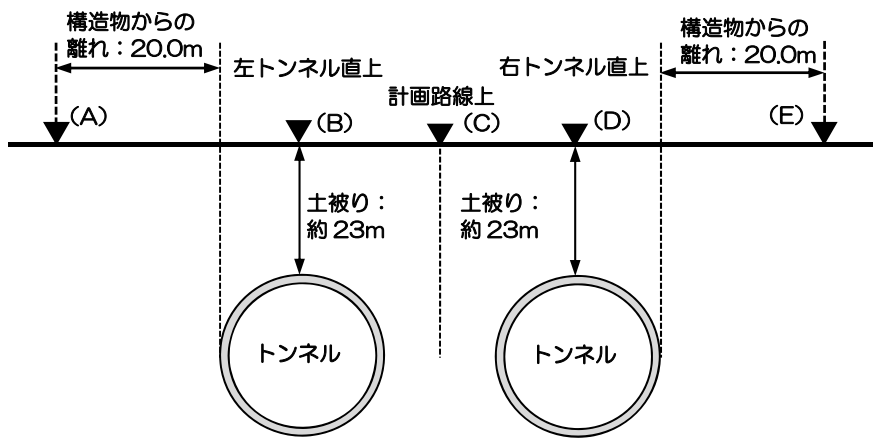 構造物からの
離れ：20.0m
左トンネル直上
計画路線上
右トンネル直上
構造物からの
離れ：20.0m
(A)
(B)
(C)
(D)
(E)
土被り：
約23m
土被り：
約23m
トンネル
トンネル